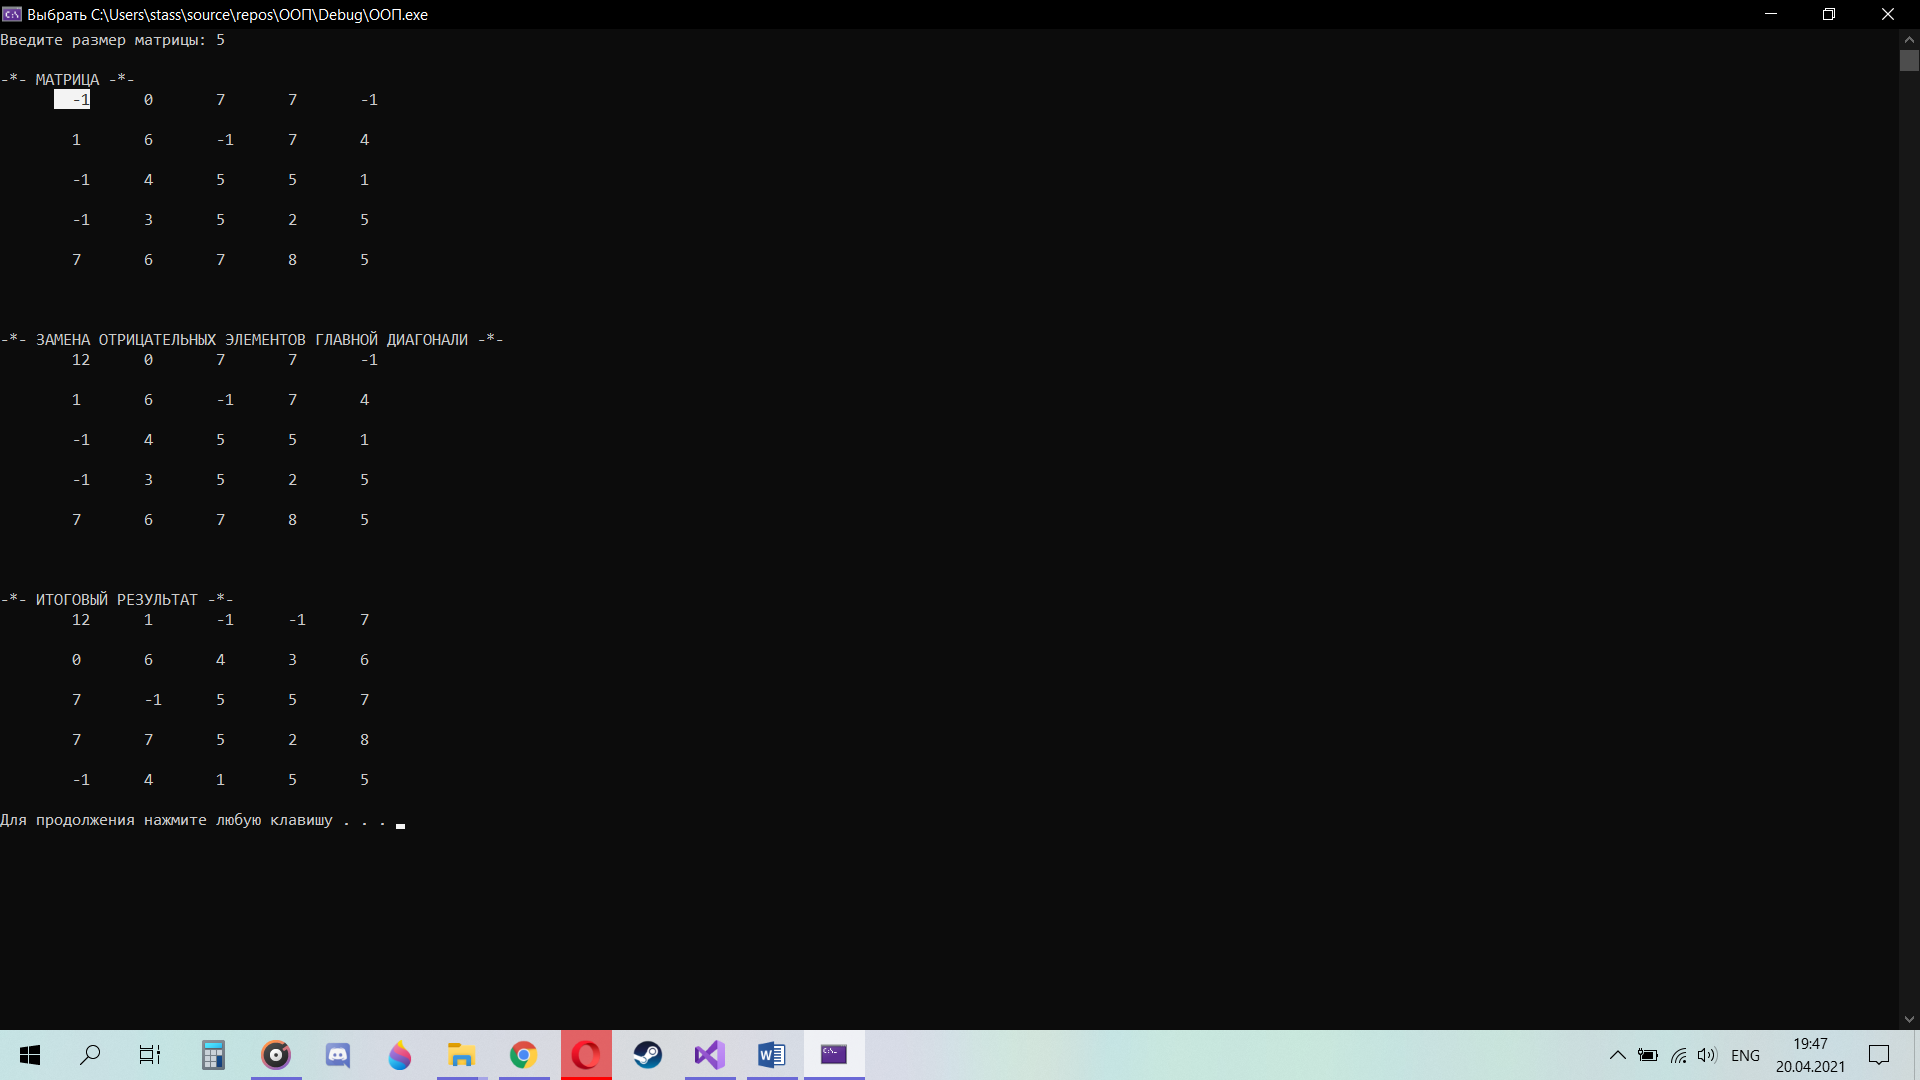 Выбрать C:\Users\stass\source\repos\ООП\Debug\ООП.exe
Введите размер матрицы: 5
-*- МАТРИЦА -*-
-1 0 7 7 -1
1 6 -1 7 4
-1 4 5 5 1
-1 3 5 2 5
7 6 7 8 5
-*- ЗАМЕНА ОТРИЦАТЕЛЬНЫХ ЭЛЕМЕНТОВ ГЛАВНОЙ ДИАГОНАЛИ -*-
12 0 7 7 -1
1 6 -1 7 4
-1 4 5 5 1
-1 3 5 2 5
7 6 7 8 5
-*- ИТОГОВЫЙ РЕЗУЛЬТАТ -*-
12 1 -1 -1 7
0 6 4 3 6
7 -1 5 5 7
7 7 5 2 8
-1 4 1 5 5
Для продолжения нажмите любую клавишу . . .
ENG
19:47
20.04.2021